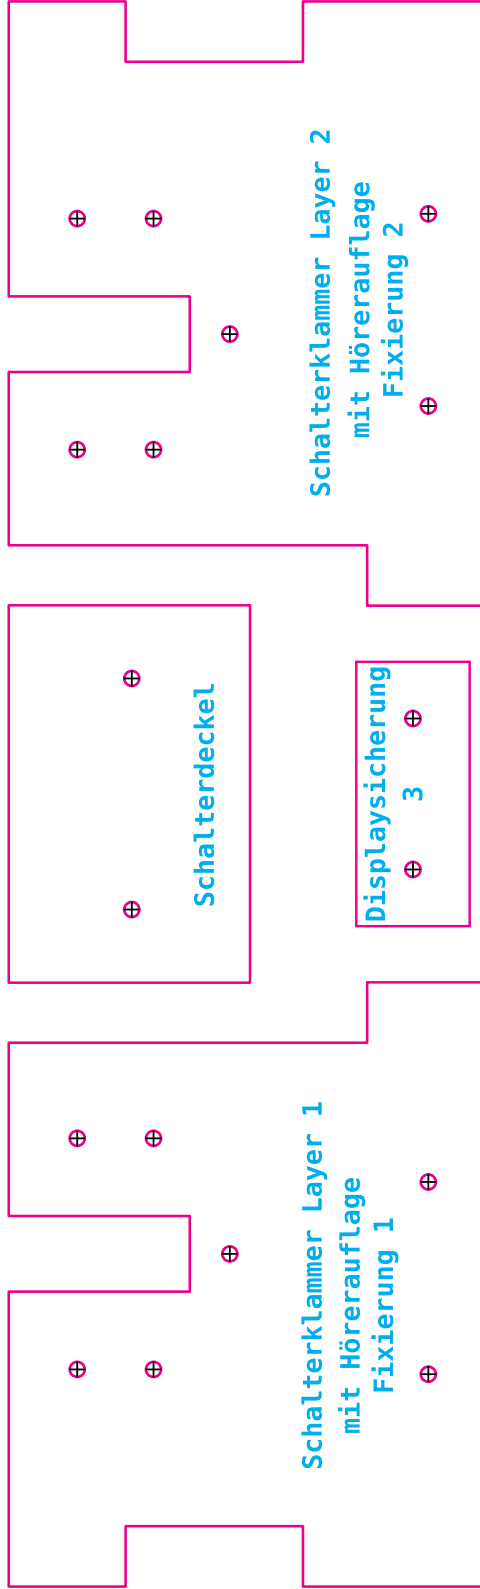 Schalterklammer Layer 2
mit Hörerauflage
Fixierung 2
Schalterdeckel
Displaysicherung
3
Schalterklammer Layer 1
mit Hörerauflage
Fixierung 1